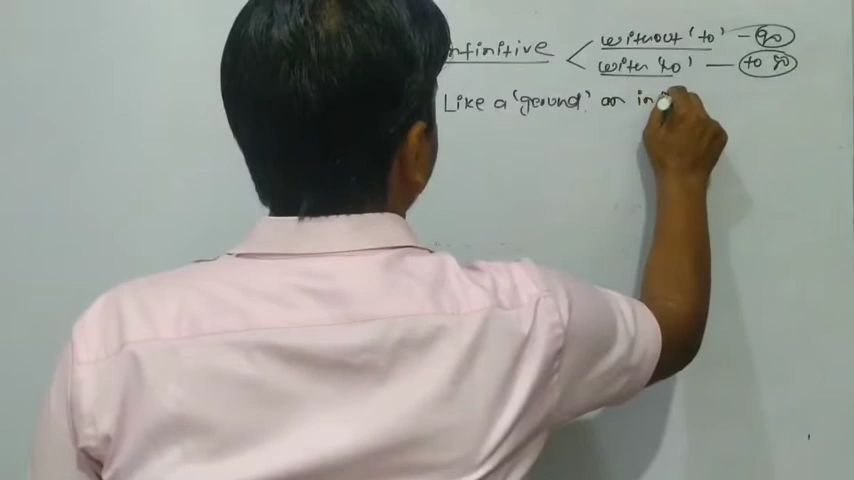 nfinitive < without 'to' - go
with 'to' — to go
Like a 'gerund' an in